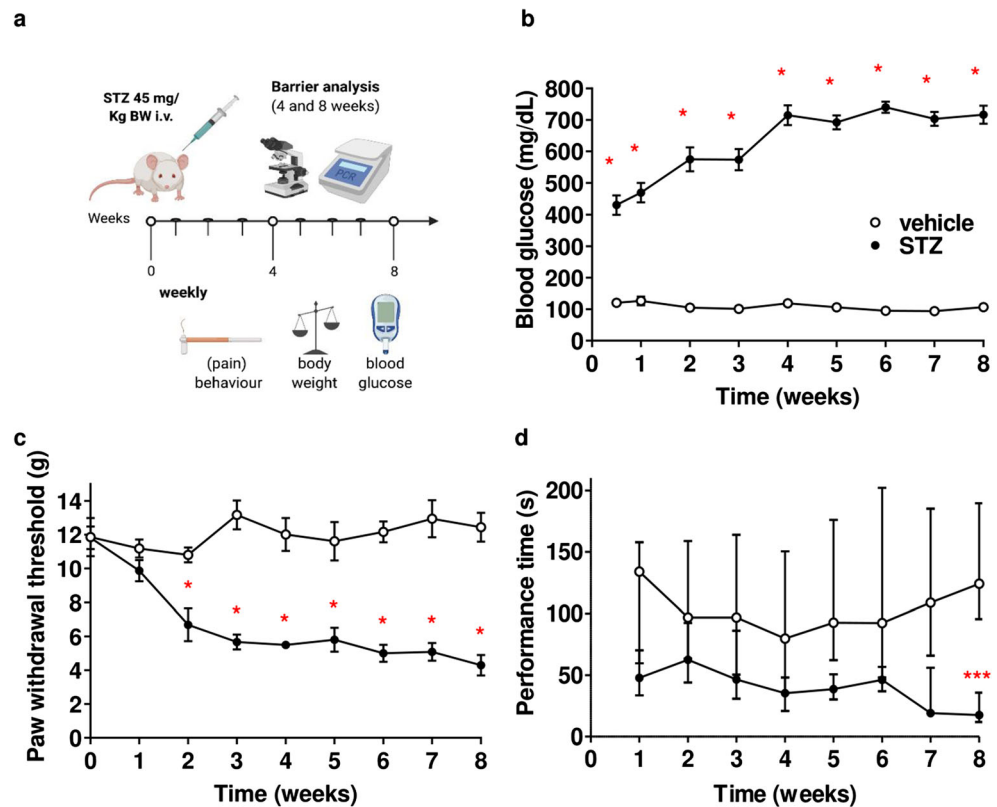 a
STZ 45 mg/
Kg BW i.v.
Barrier analysis
(4 and 8 weeks)
PCR
Weeks
0
4
8
weekly
(pain)
behaviour
body
weight
blood
glucose
b
Blood glucose (mg/dL)
800
700
600
500
400
300
200
100
0
* * * * * * * * *
vehicle
STZ
0 1 2 3 4 5 6 7 8
Time (weeks)
c
Paw withdrawal threshold (g)
14
12
10
8
6
4
2
0
* * * * * * *
0 1 2 3 4 5 6 7 8
Time (weeks)
d
Performance time (s)
200
150
100
50
0
***
0 1 2 3 4 5 6 7 8
Time (weeks)